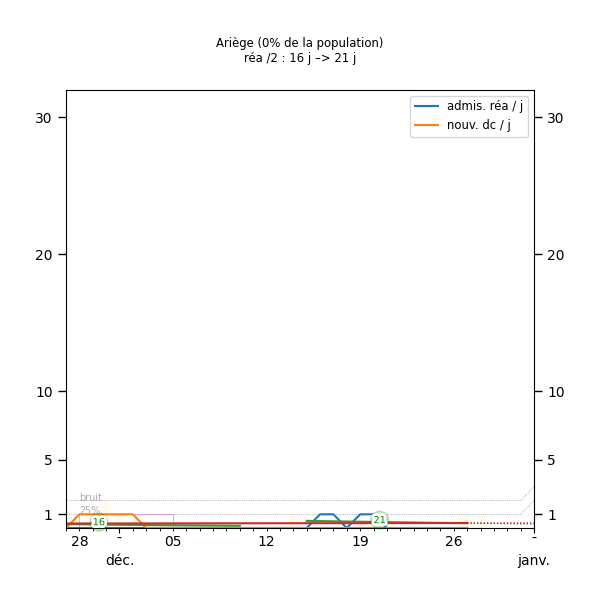 Ariège (0% de la population)
réa /2 : 16 j –> 21 j
admis. réa / j
nouv. dc / j
30 30
20 20
10 10
5 5
bruit
25%
1 1
16 21
28 - 05 12 19 26 -
déc. janv.